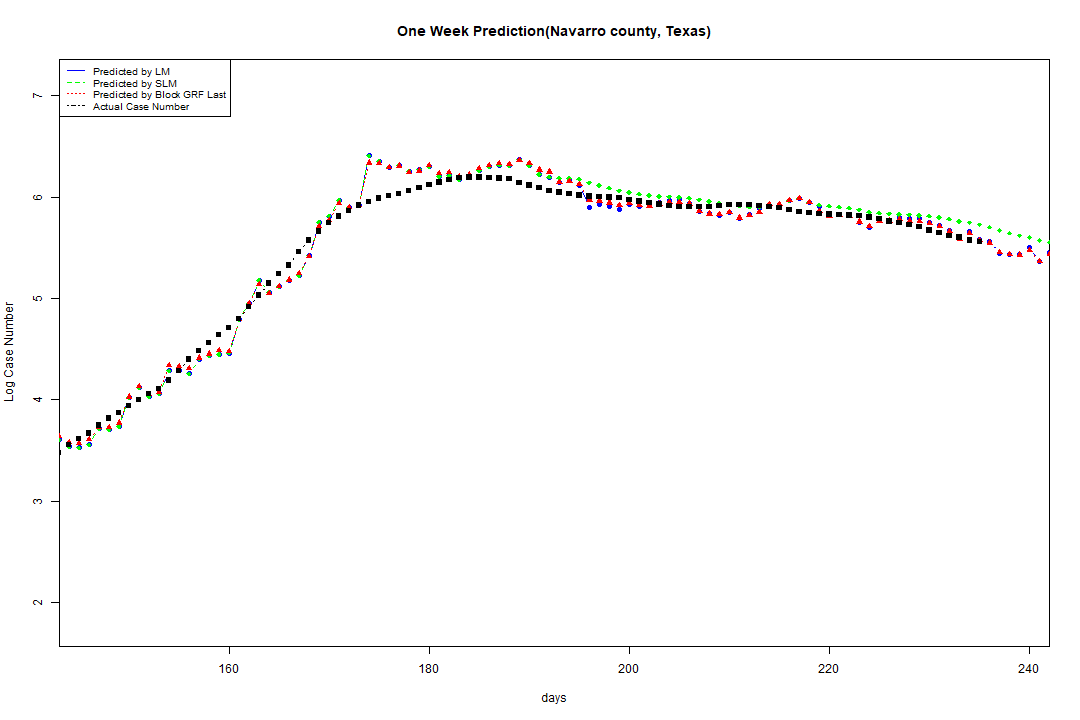 One Week Prediction(Navarro county, Texas)
Predicted by LM
Predicted by SLM
Predicted by Block GRF Last
Actual Case Number
7
6
5
4
3
2
Log Case Number
160 180 200 220 240
days